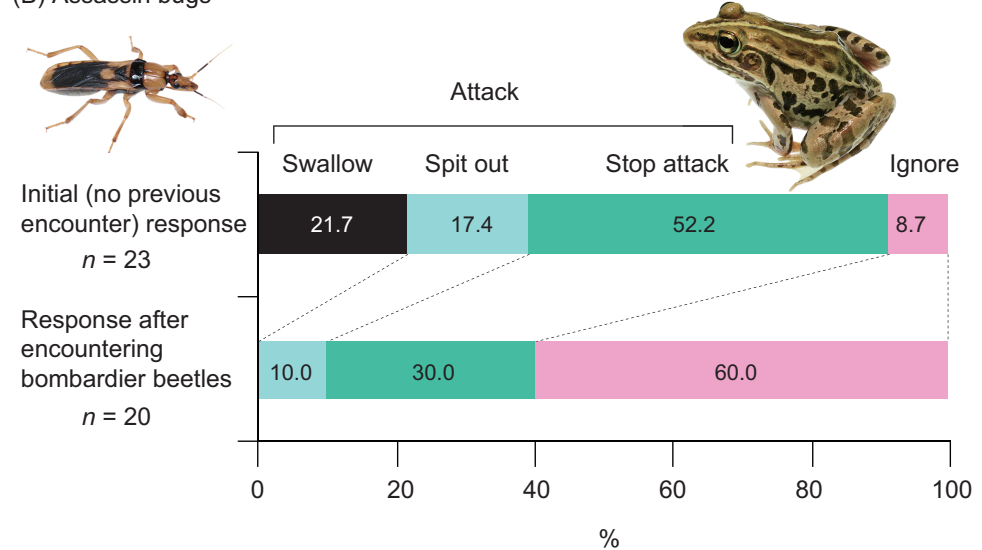 (B) Assassin bugs
Attack
Swallow Spit out Stop attack Ignore
Initial (no previous
encounter) response
n = 23
21.7 17.4 52.2 8.7
Response after
encountering
bombardier beetles
n = 20
10.0 30.0 60.0
0 20 40 60 80 100
%